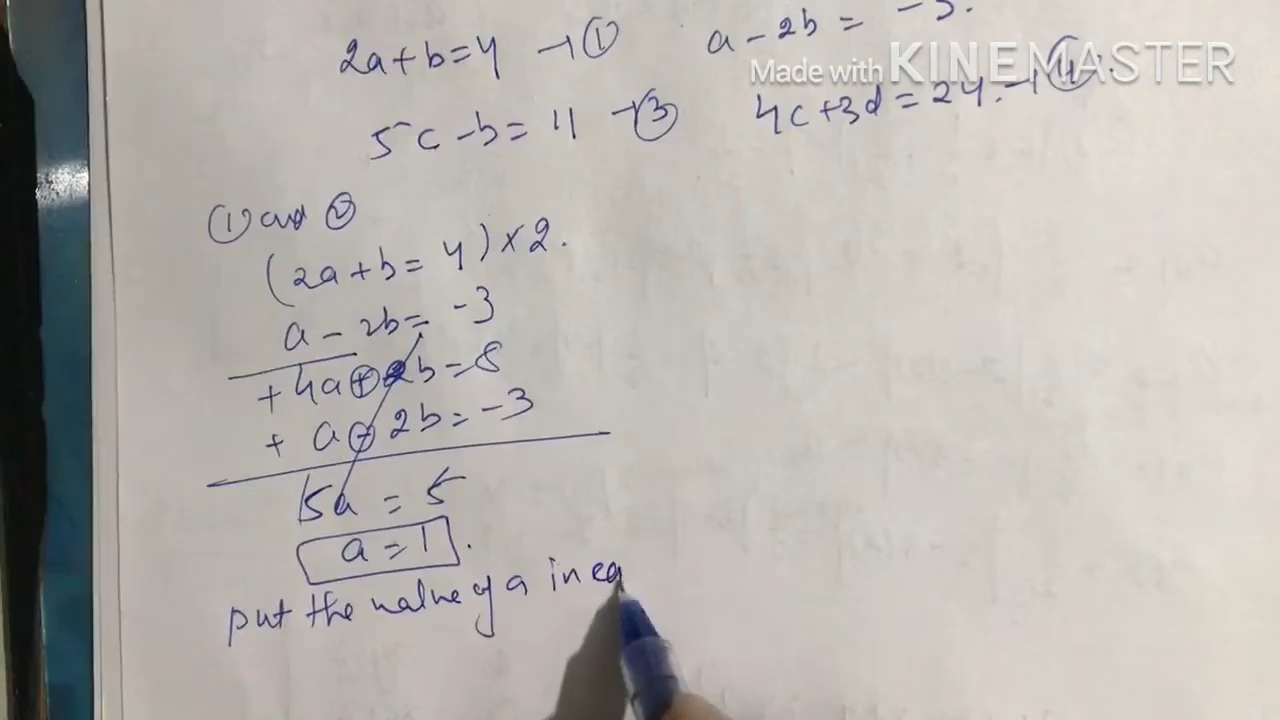 2a+b=4 → ① a - 2b = -3.
Made with KINEMASTER
5c - b = 11 → ③ 4c+3d = 24. →
① and ②
(2a+b= 4) × 2.
a - 2b = -3
+ 4a + 2b = 8
+ a - 2b = -3
5a = 5
a = 1.
put the value of a in eq